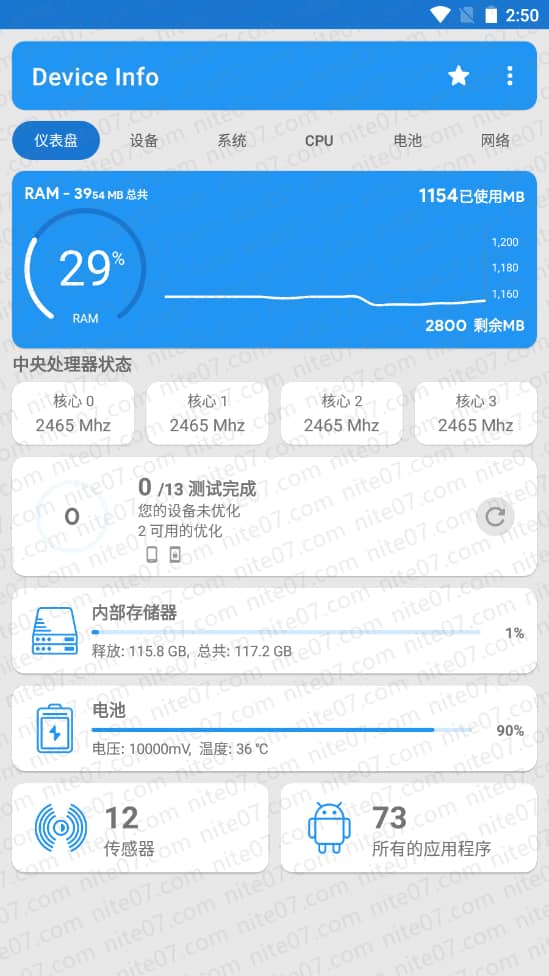 2:50
Device Info
仪表盘 设备 系统 CPU 电池 网络
RAM - 3954 MB 总共 1154已使用MB
29%
RAM
1,200
1,180
1,160
2800 剩余MB
中央处理器状态
核心 0 核心 1 核心 2 核心 3
2465 Mhz 2465 Mhz 2465 Mhz 2465 Mhz
0
0 /13 测试完成
您的设备未优化
2 可用的优化
内部存储器
1%
释放: 115.8 GB, 总共: 117.2 GB
电池
90%
电压: 10000mV, 温度: 36 ℃
12
传感器
73
所有的应用程序
nite07.com